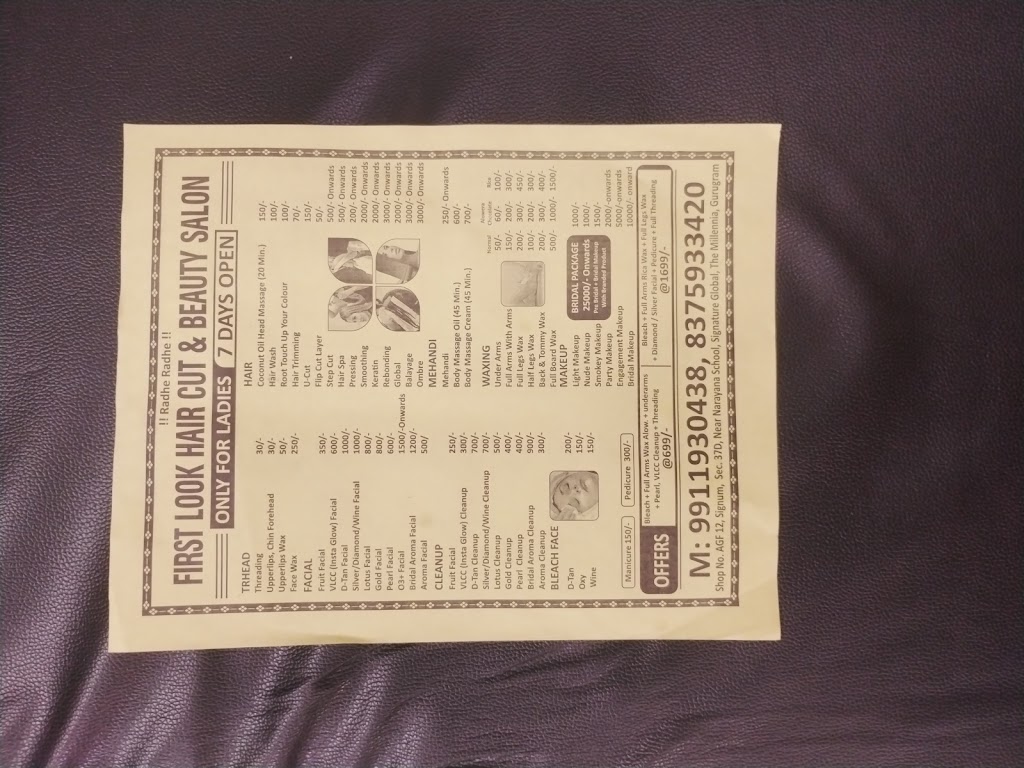 !! Radhe Radhe !!
FIRST LOOK HAIR CUT & BEAUTY SALON
ONLY FOR LADIES 7 DAYS OPEN
TRHEAD
Threading 30/-
Upperlips, Chin Forehead 30/-
Upperlips Wax 50/-
Face Wax 250/-
FACIAL
Fruit Facial 350/-
VLCC (Insta Glow) Facial 600/-
D-Tan Facial 1000/-
Silver/Diamond/Wine Facial 1000/-
Lotus Facial 800/-
Gold Facial 800/-
Pearl Facial 600/-
O3+ Facial 1500/-Onwards
Bridal Aroma Facial 1200/-
Aroma Facial 500/
CLEANUP
Fruit Facial 250/-
VLCC (Insta Glow) Cleanup 300/-
D-Tan Cleanup 700/-
Silver/Diamond/Wine Cleanup 700/-
Lotus Cleanup 500/-
Gold Cleanup 400/-
Pearl Cleanup 400/-
Bridal Aroma Cleanup 900/-
Aroma Cleanup 300/-
BLEACH FACE
D-Tan 200/-
Oxy 150/-
Wine 150/-
Manicure 150/- Pedicure 300/-
HAIR
Coconut Oil Head Massage (20 Min.) 150/-
Hair Wash 100/-
Root Touch Up Your Colour 100/-
Hair Trimming 70/-
U-Cut 150/-
Flip Cut Layer 50/-
Step Cut 500/- Onwards
Hair Spa 500/- Onwards
Pressing 200/- Onwards
Smoothing 2000/- Onwards
Keratin 2000/- Onwards
Rebonding 3000/- Onwards
Global 2000/- Onwards
Balayage 3000/- Onwards
Ombre 3000/- Onwards
MEHANDI
Mehandi 250/- Onwards
Body Massage Oil (45 Min.) 600/-
Body Massage Cream (45 Min.) 700/-
WAXING Normal Chocolate Rica
Under Arms 50/- 60/- 100/-
Full Arms With Arms 150/- 200/- 300/-
Full Legs Wax 200/- 300/- 450/-
Half Legs Wax 100/- 200/- 300/-
Back & Tommy Wax 200/- 300/- 400/-
Full Board Wax 500/- 1000/- 1500/-
MAKEUP
Light Makeup 1000/-
Nude Makeup 1000/-
Smokey Makeup 1500/-
Party Makeup 2000/-onwards
Engagement Makeup 5000/-onwards
Bridal Makeup 10000/- onward
BRIDAL PACKAGE
25000/- Onwards
Pre Bridal + Bridal Makeup
With Branded Product
OFFERS
Bleach + Full Arms Wax Alow. + underarms
+ Pearl, VLCC Cleanup + Threading
@699/-
Bleach + Full Arms Rica Wax + Full Legs Wax
+ Diamond / Silver Facial + Pedicure + Full Threading
@1699/-
M: 9911930438, 8375933420
Shop No. AGF 12, Signum, Sec. 37D, Near Narayana School, Signature Global, The Millennia, Gurugram